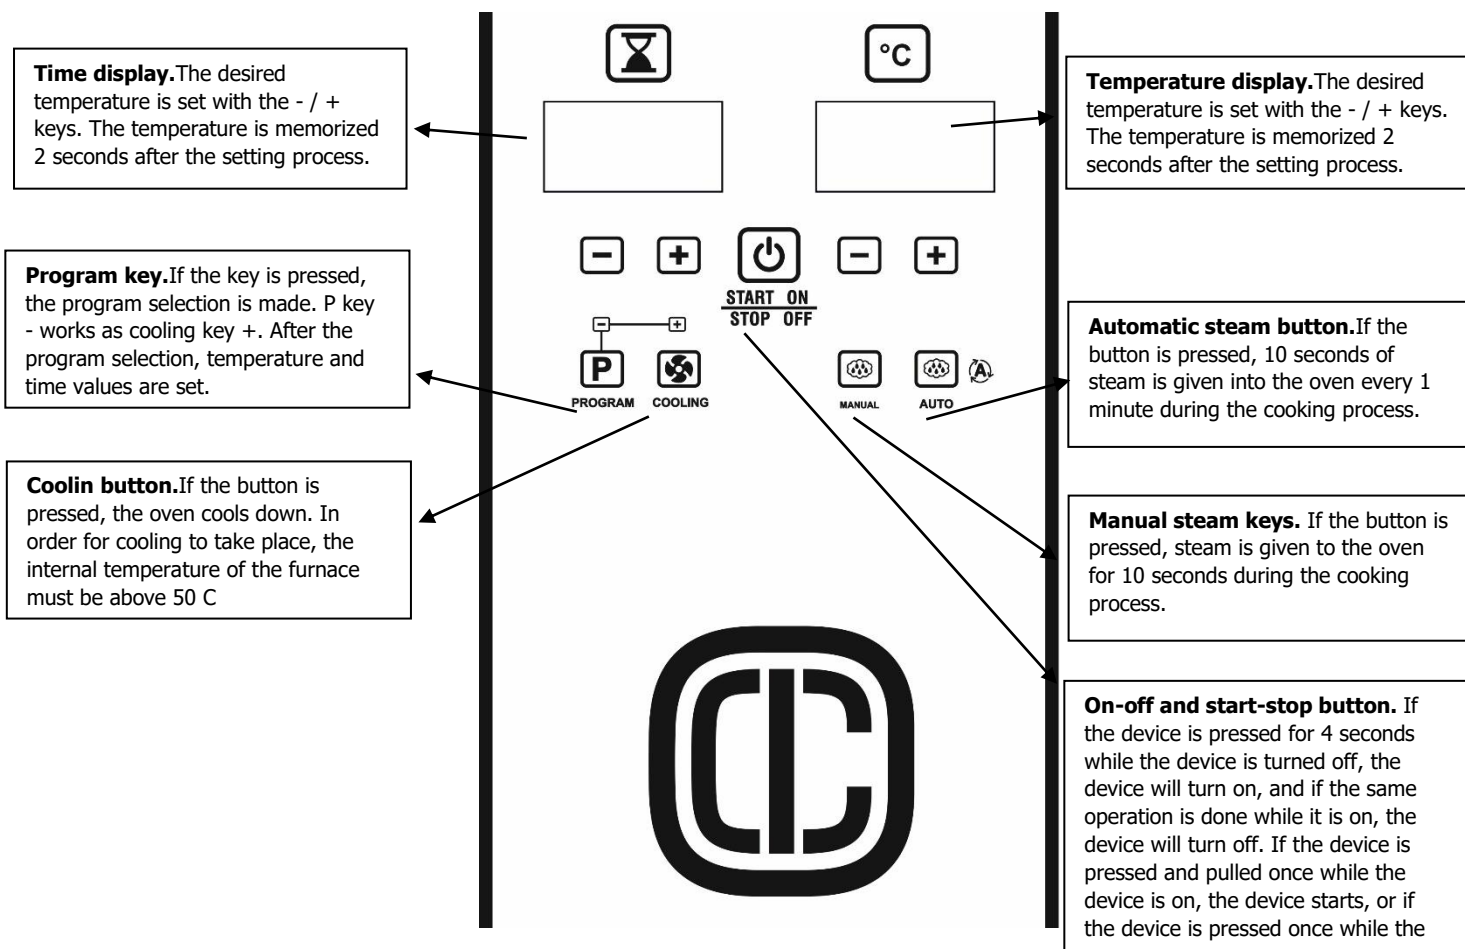 Time display.The desired
temperature is set with the - / +
keys. The temperature is memorized
2 seconds after the setting process.
Program key.If the key is pressed,
the program selection is made. P key
- works as cooling key +. After the
program selection, temperature and
time values are set.
Coolin button.If the button is
pressed, the oven cools down. In
order for cooling to take place, the
internal temperature of the furnace
must be above 50 C
°C
- + - +
START ON
STOP OFF
- +
P
PROGRAM COOLING
MANUAL AUTO
A
Temperature display.The desired
temperature is set with the - / + keys.
The temperature is memorized 2
seconds after the setting process.
Automatic steam button.If the
button is pressed, 10 seconds of
steam is given into the oven every 1
minute during the cooking process.
Manual steam keys. If the button is
pressed, steam is given to the oven
for 10 seconds during the cooking
process.
On-off and start-stop button. If
the device is pressed for 4 seconds
while the device is turned off, the
device will turn on, and if the same
operation is done while it is on, the
device will turn off. If the device is
pressed and pulled once while the
device is on, the device starts, or if
the device is pressed once while the